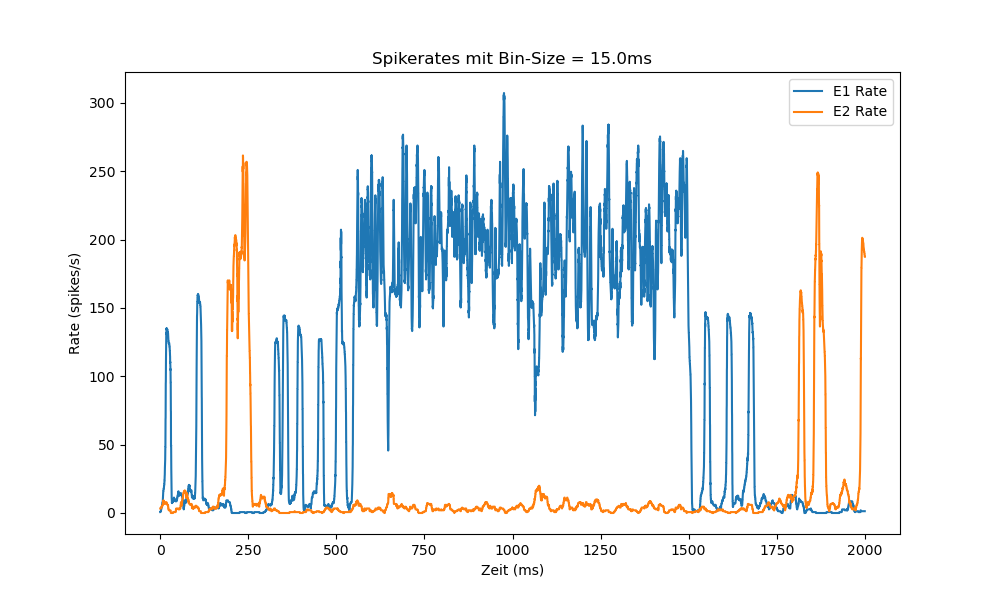 Spikerates mit Bin-Size = 15.0ms
E1 Rate
E2 Rate
300
250
200
150
100
50
0
Rate (spikes/s)
0 250 500 750 1000 1250 1500 1750 2000
Zeit (ms)